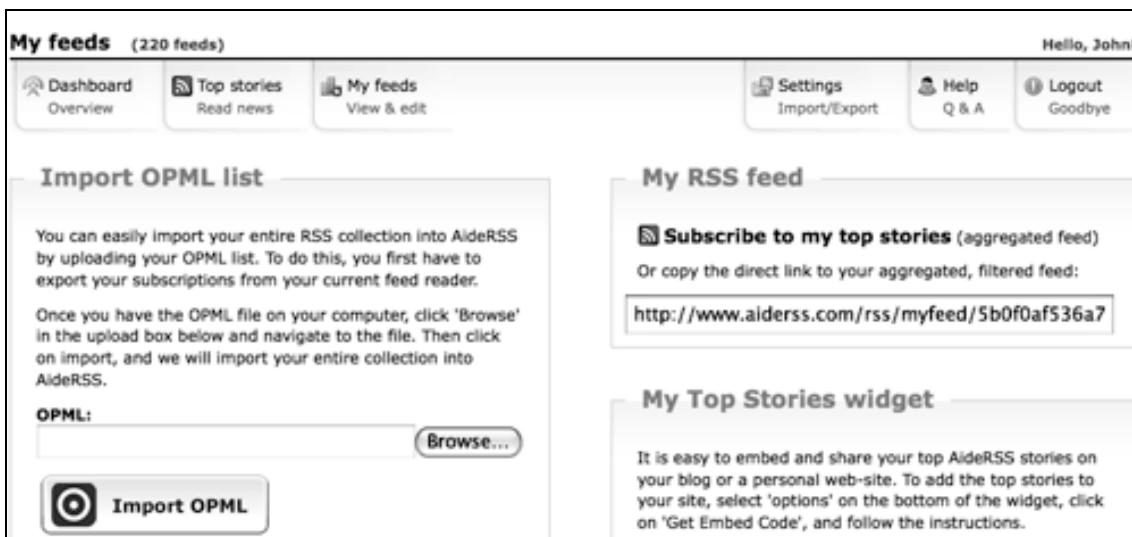 My feeds (220 feeds)
Hello, John!
Dashboard
Overview
Top stories
Read news
My feeds
View & edit
Settings
Import/Export
Help
Q & A
Logout
Goodbye
Import OPML list
You can easily import your entire RSS collection into AideRSS
by uploading your OPML list. To do this, you first have to
export your subscriptions from your current feed reader.
Once you have the OPML file on your computer, click 'Browse'
in the upload box below and navigate to the file. Then click
on import, and we will import your entire collection into
AideRSS.
OPML:
Browse...
Import OPML
My RSS feed
Subscribe to my top stories (aggregated feed)
Or copy the direct link to your aggregated, filtered feed:
http://www.aiderss.com/rss/myfeed/5b0f0af536a7
My Top Stories widget
It is easy to embed and share your top AideRSS stories on
your blog or a personal web-site. To add the top stories to
your site, select 'options' on the bottom of the widget, click
on 'Get Embed Code', and follow the instructions.